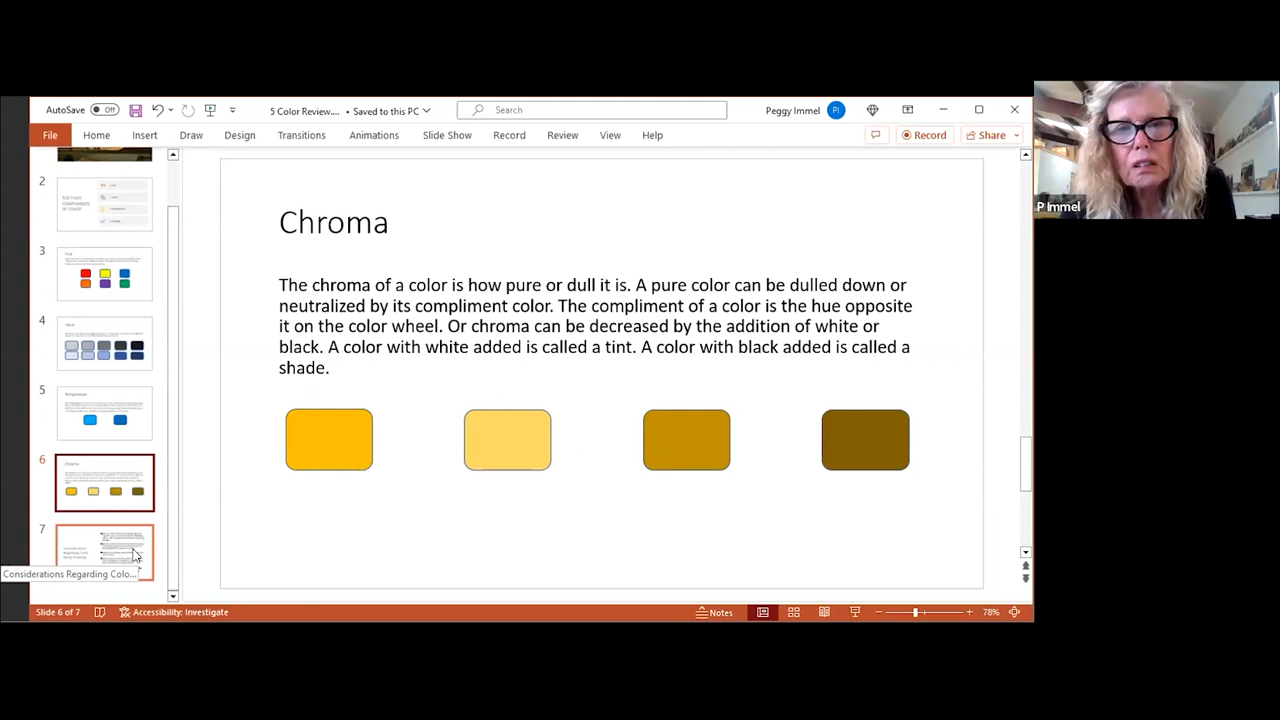 AutoSave Off 5 Color Review.... • Saved to this PC Search Peggy Immel PI
File Home Insert Draw Design Transitions Animations Slide Show Record Review View Help Record Share
P Immel
2
THE FOUR COMPONENTS OF COLOR
3
4
5
6
7
Considerations Regarding Colo...
Chroma
The chroma of a color is how pure or dull it is. A pure color can be dulled down or
neutralized by its compliment color. The compliment of a color is the hue opposite
it on the color wheel. Or chroma can be decreased by the addition of white or
black. A color with white added is called a tint. A color with black added is called a
shade.
Slide 6 of 7 Accessibility: Investigate Notes 78%